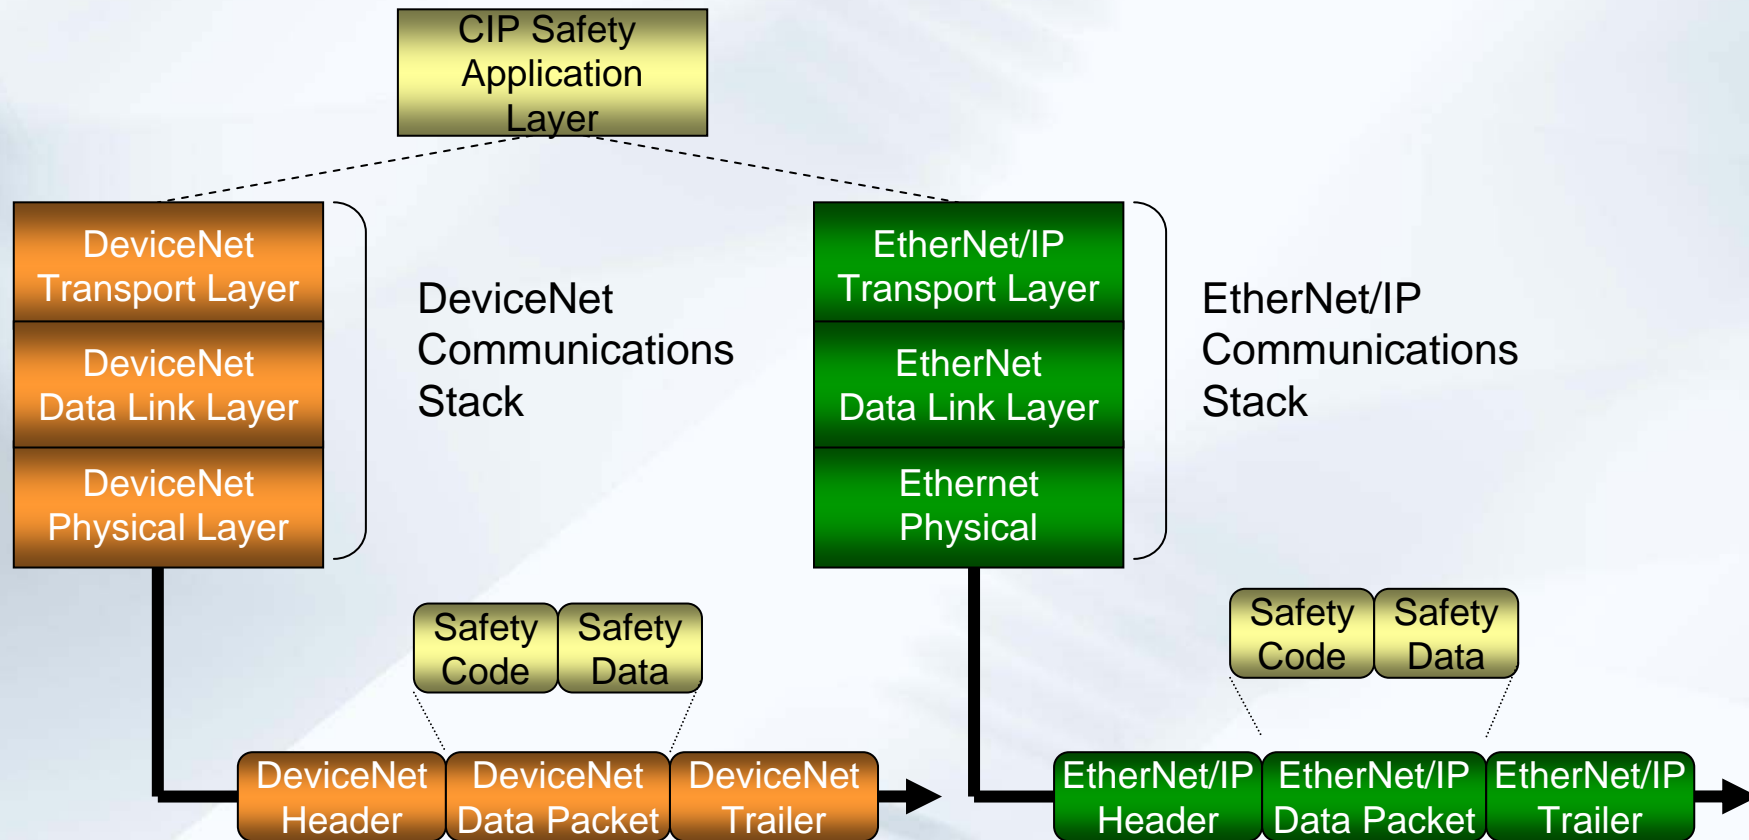 CIP Safety
Application
Layer
DeviceNet
Transport Layer
DeviceNet
Data Link Layer
DeviceNet
Physical Layer
DeviceNet
Communications
Stack
EtherNet/IP
Transport Layer
EtherNet
Data Link Layer
Ethernet
Physical
EtherNet/IP
Communications
Stack
Safety
Code
Safety
Data
DeviceNet
Header
DeviceNet
Data Packet
DeviceNet
Trailer
Safety
Code
Safety
Data
EtherNet/IP
Header
EtherNet/IP
Data Packet
EtherNet/IP
Trailer